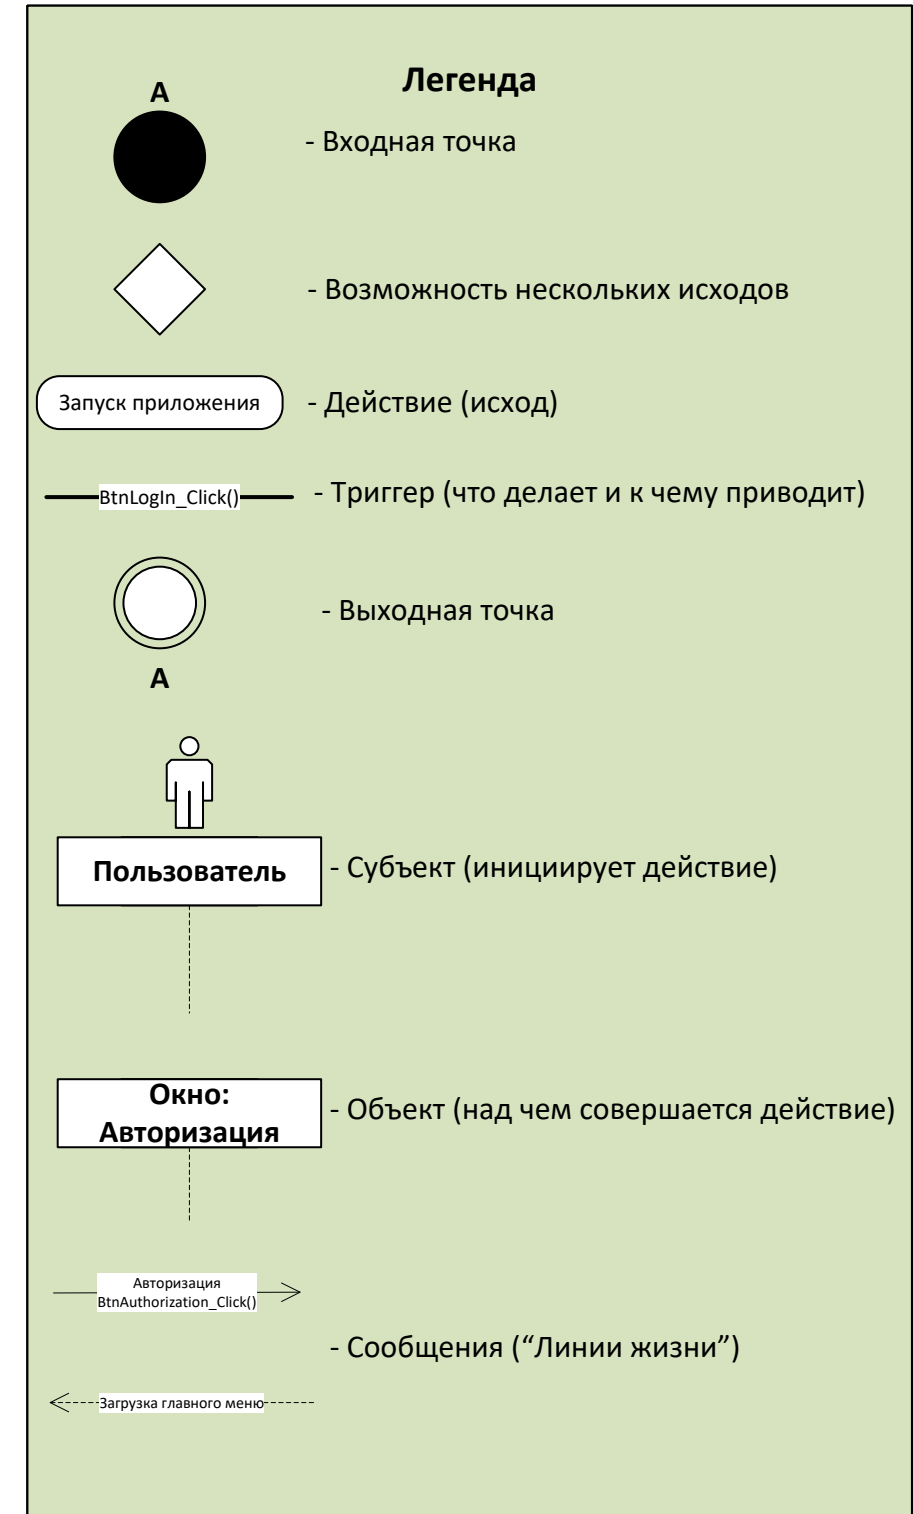 Легенда
А
- Входная точка
- Возможность нескольких исходов
Запуск приложения
- Действие (исход)
BtnLogIn_Click()
- Триггер (что делает и к чему приводит)
- Выходная точка
А
Пользователь
- Субъект (инициирует действие)
Окно:
Авторизация
- Объект (над чем совершается действие)
Авторизация
BtnAuthorization_Click()
- Сообщения (“Линии жизни”)
Загрузка главного меню